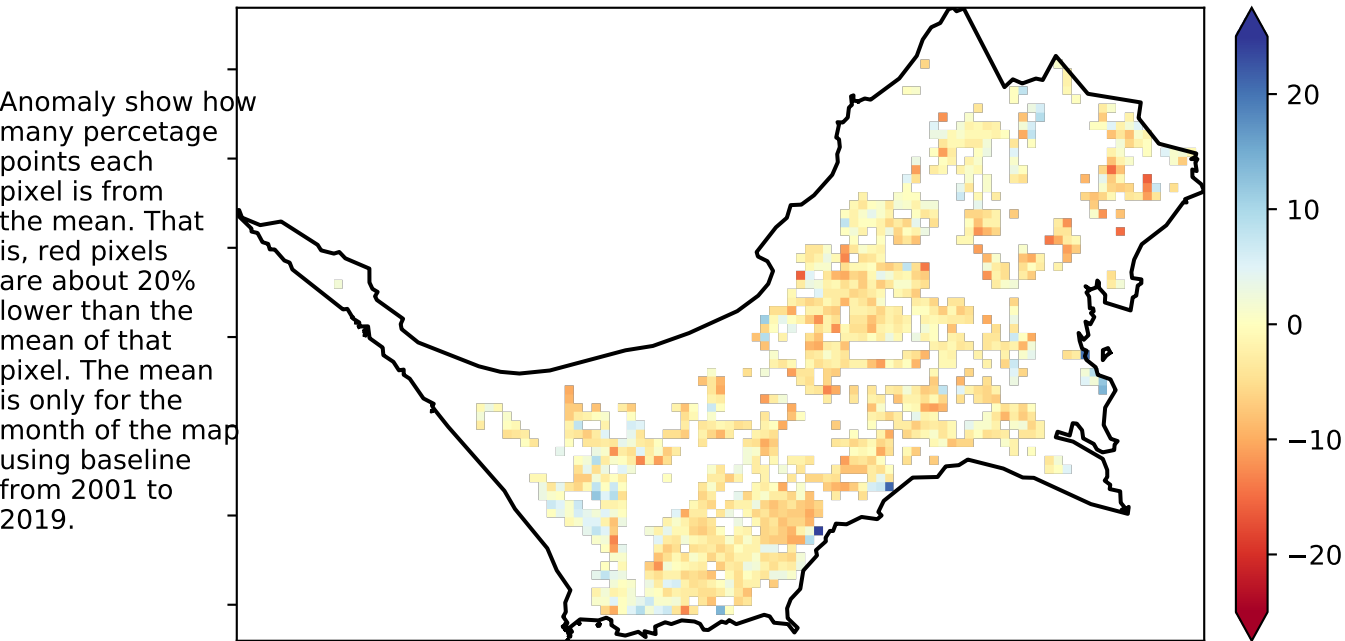 Anomaly show how
many percetage
points each
pixel is from
the mean. That
is, red pixels
are about 20%
lower than the
mean of that
pixel. The mean
is only for the
month of the map
using baseline
from 2001 to
2019.
20
10
0
−10
−20